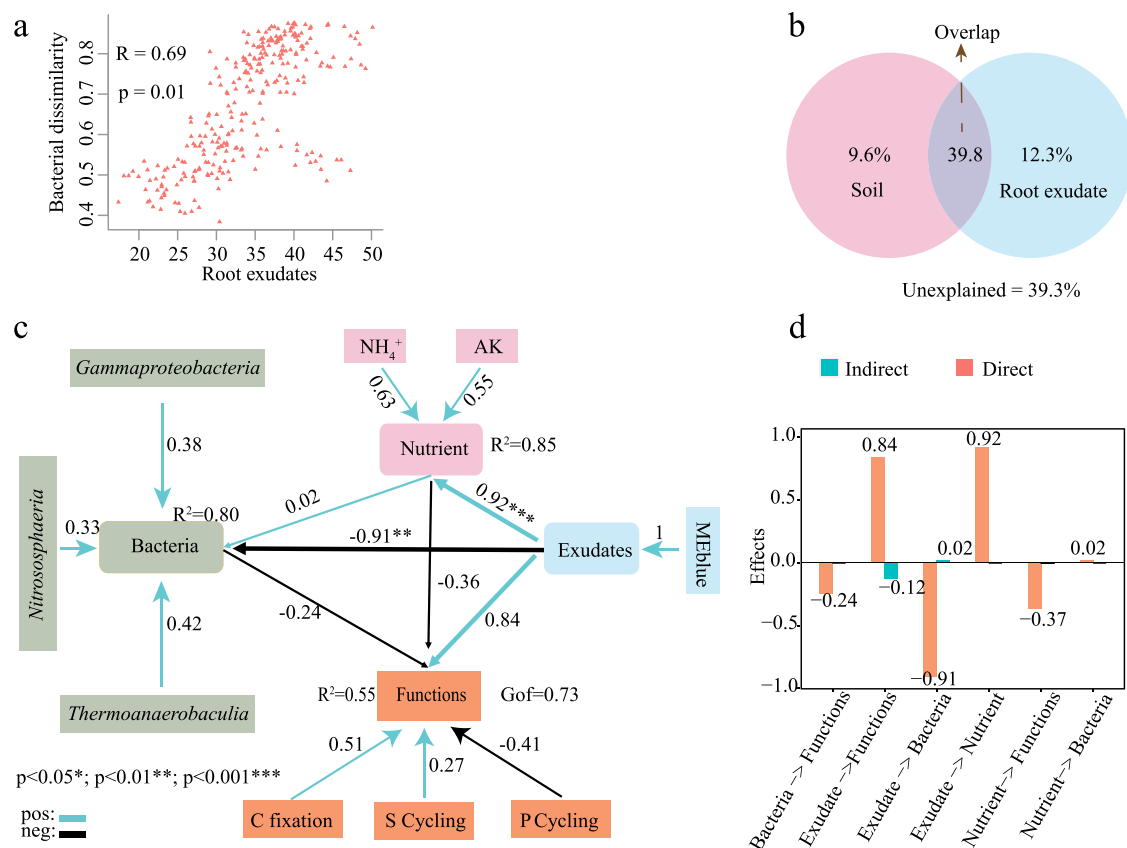 a
R = 0.69
p = 0.01
Bacterial dissimilarity
0.8
0.7
0.6
0.5
0.4
20 25 30 35 40 45 50
Root exudates
b
Overlap
9.6%
39.8
12.3%
Soil
Root exudate
Unexplained = 39.3%
c
NH₄⁺
AK
Gammaproteobacteria
0.63
0.55
Nutrient
R²=0.85
0.38
Nitrososphaeria
0.33
R²=0.80
Bacteria
0.02
0.92***
-0.91**
Exudates
1
MEblue
-0.36
-0.24
0.84
0.42
Thermoanaerobaculia
R²=0.55
Functions
Gof=0.73
0.51
0.27
-0.41
p<0.05*; p<0.01**; p<0.001***
pos:
neg:
C fixation
S Cycling
P Cycling
d
Indirect
Direct
Effects
1.0
0.5
0.0
−0.5
−1.0
−0.24
0.84
−0.12
−0.91
0.02
0.92
−0.37
0.02
Bacteria −> Functions
Exudate −>Functions
Exudate −> Bacteria
Exudate −> Nutrient
Nutrient−> Functions
Nutrient−> Bacteria